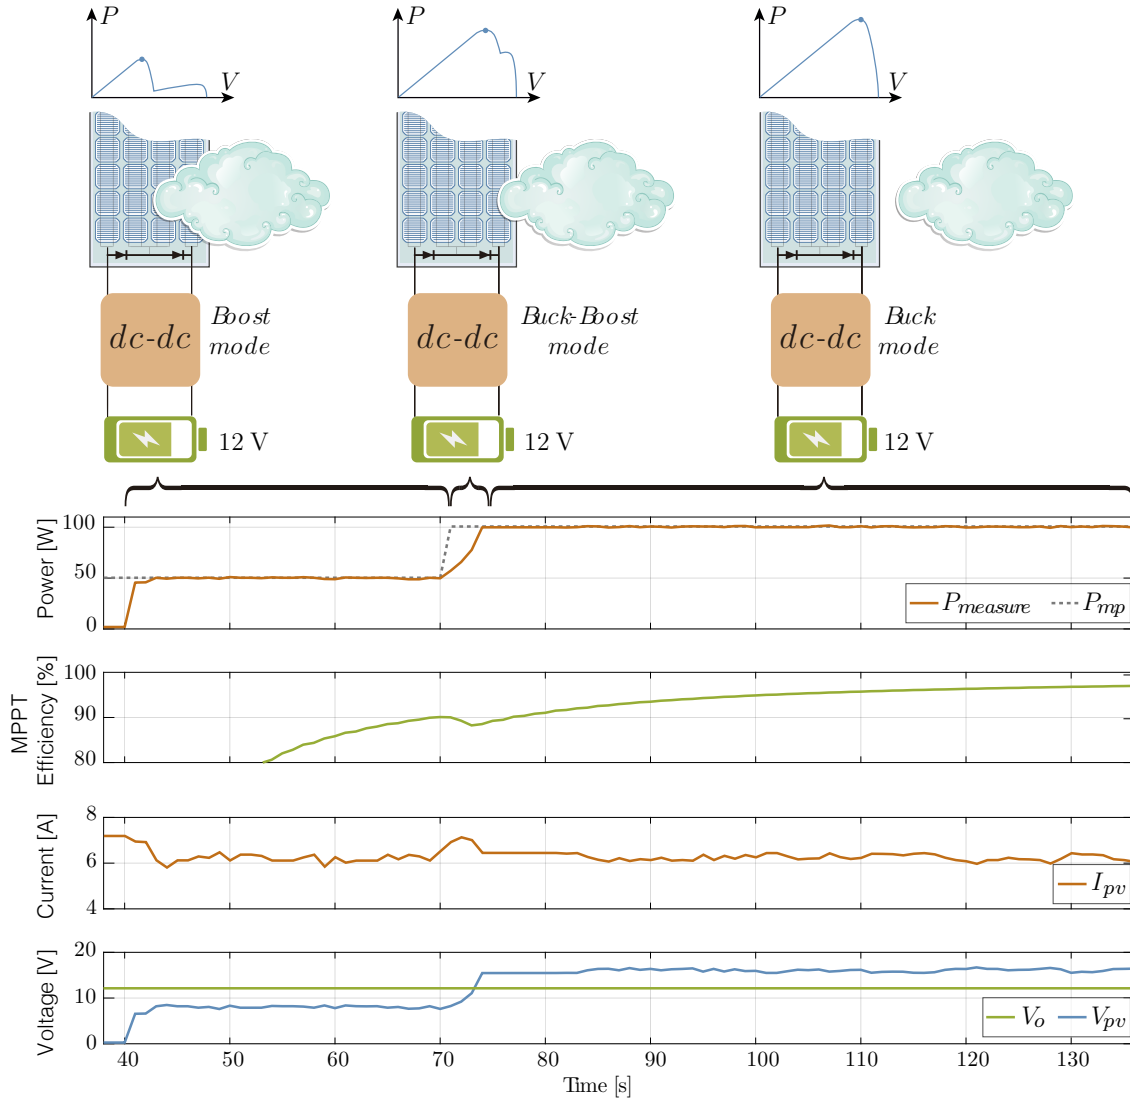 P
V
P
V
P
V
dc-dc
Boost
mode
dc-dc
Buck-Boost
mode
dc-dc
Buck
mode
12 V
12 V
12 V
Power [W]
100
50
0
P_measure
P_mp
MPPT
Efficiency [%]
100
90
80
Current [A]
8
6
4
I_pv
Voltage [V]
20
10
0
V_o
V_pv
40 50 60 70 80 90 100 110 120 130
Time [s]